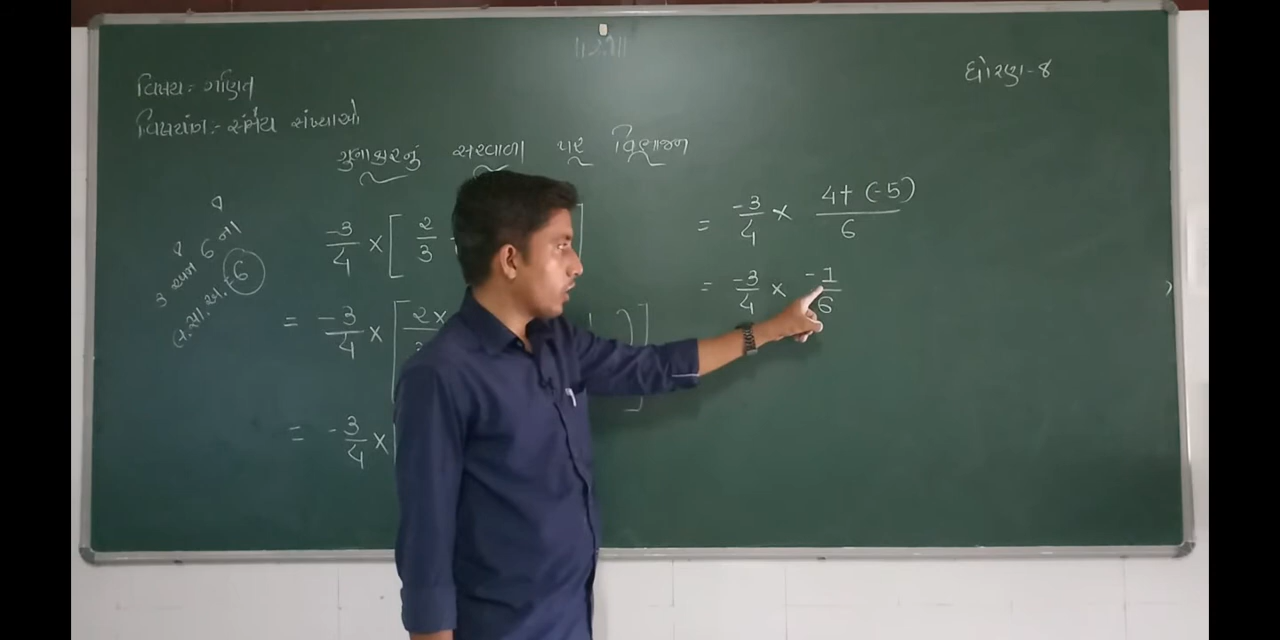 વિષય:- ગણિત
ધોરણ-૪
વિષયાંગ:- સંમેય સંખ્યાઓ
ગુણાકારનું સરવાળા પર વિભાજન
3 અને 6 ના
લ.સા.અ. = 6
-3/4 × [ 2/3
= -3/4 × [ 2×
= -3/4 ×
= -3/4 × 4+(-5)/6
= -3/4 × -1/6